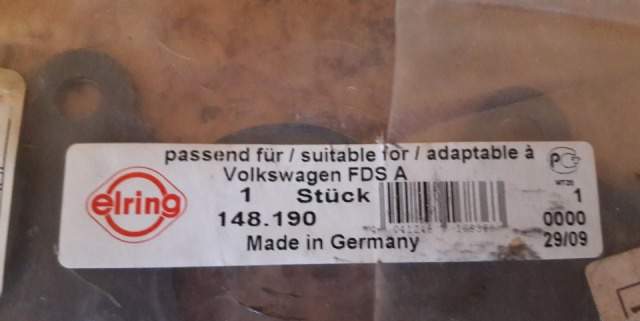 passend für / suitable for / adaptable à
Volkswagen FDS A
elring
1 Stück
148.190
Made in Germany
1
0000
29/09